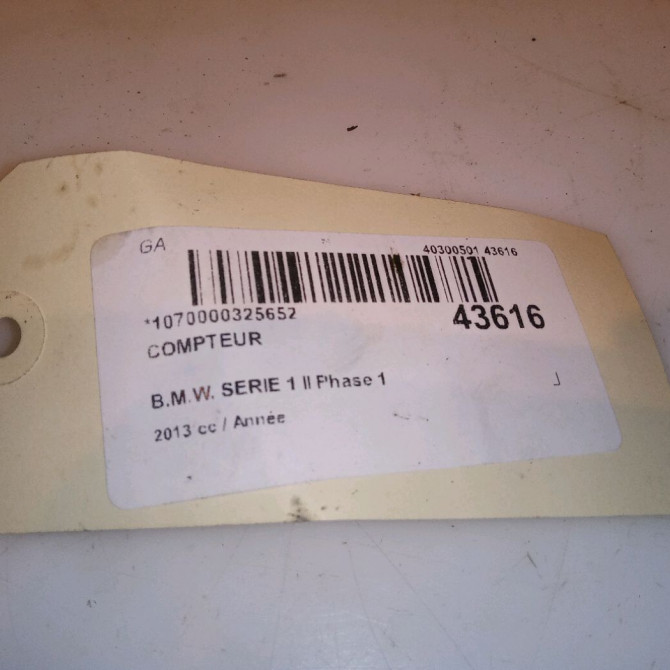 GA
40300501 43616
*1070000325652
43616
COMPTEUR
B.M.W. SERIE 1 II Phase 1
J
2013 cc / Année